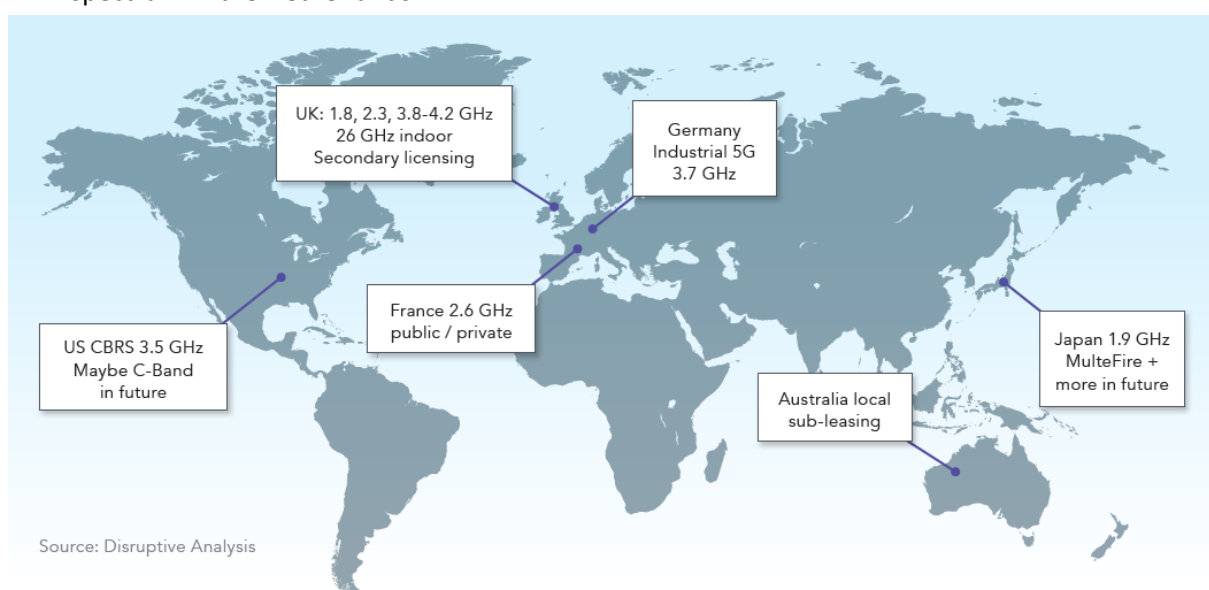 UK: 1.8, 2.3, 3.8-4.2 GHz
26 GHz indoor
Secondary licensing
Germany
Industrial 5G
3.7 GHz
France 2.6 GHz
public / private
US CBRS 3.5 GHz
Maybe C-Band
in future
Japan 1.9 GHz
MulteFire +
more in future
Australia local
sub-leasing
Source: Disruptive Analysis